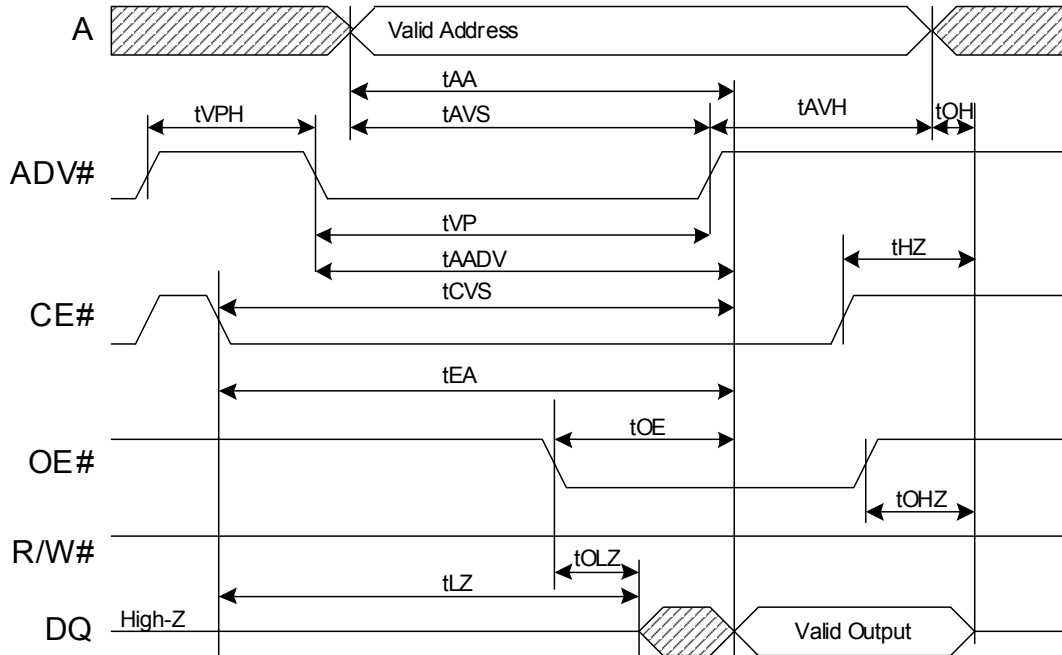 A
Valid Address
tAA
tVPH
tAVS
tAVH
tOH
ADV#
tVP
tHZ
tAADV
tCVS
CE#
tEA
tOE
OE#
tOHZ
R/W#
tOLZ
tLZ
DQ
High-Z
Valid Output